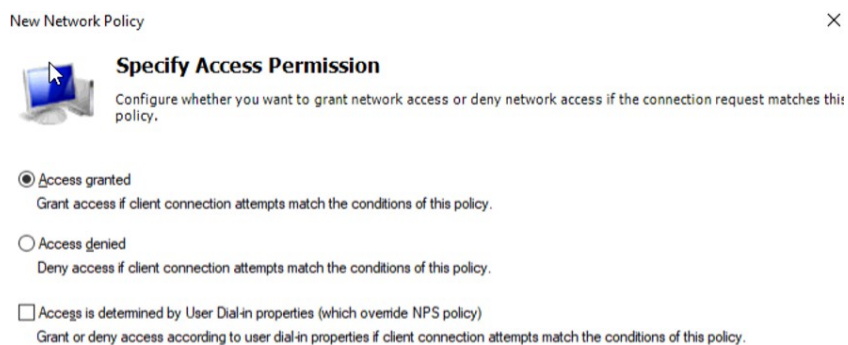 New Network Policy
Specify Access Permission
Configure whether you want to grant network access or deny network access if the connection request matches this
policy.
Access granted
Grant access if client connection attempts match the conditions of this policy.
Access denied
Deny access if client connection attempts match the conditions of this policy.
Access is determined by User Dial-in properties (which override NPS policy)
Grant or deny access according to user dial-in properties if client connection attempts match the conditions of this policy.